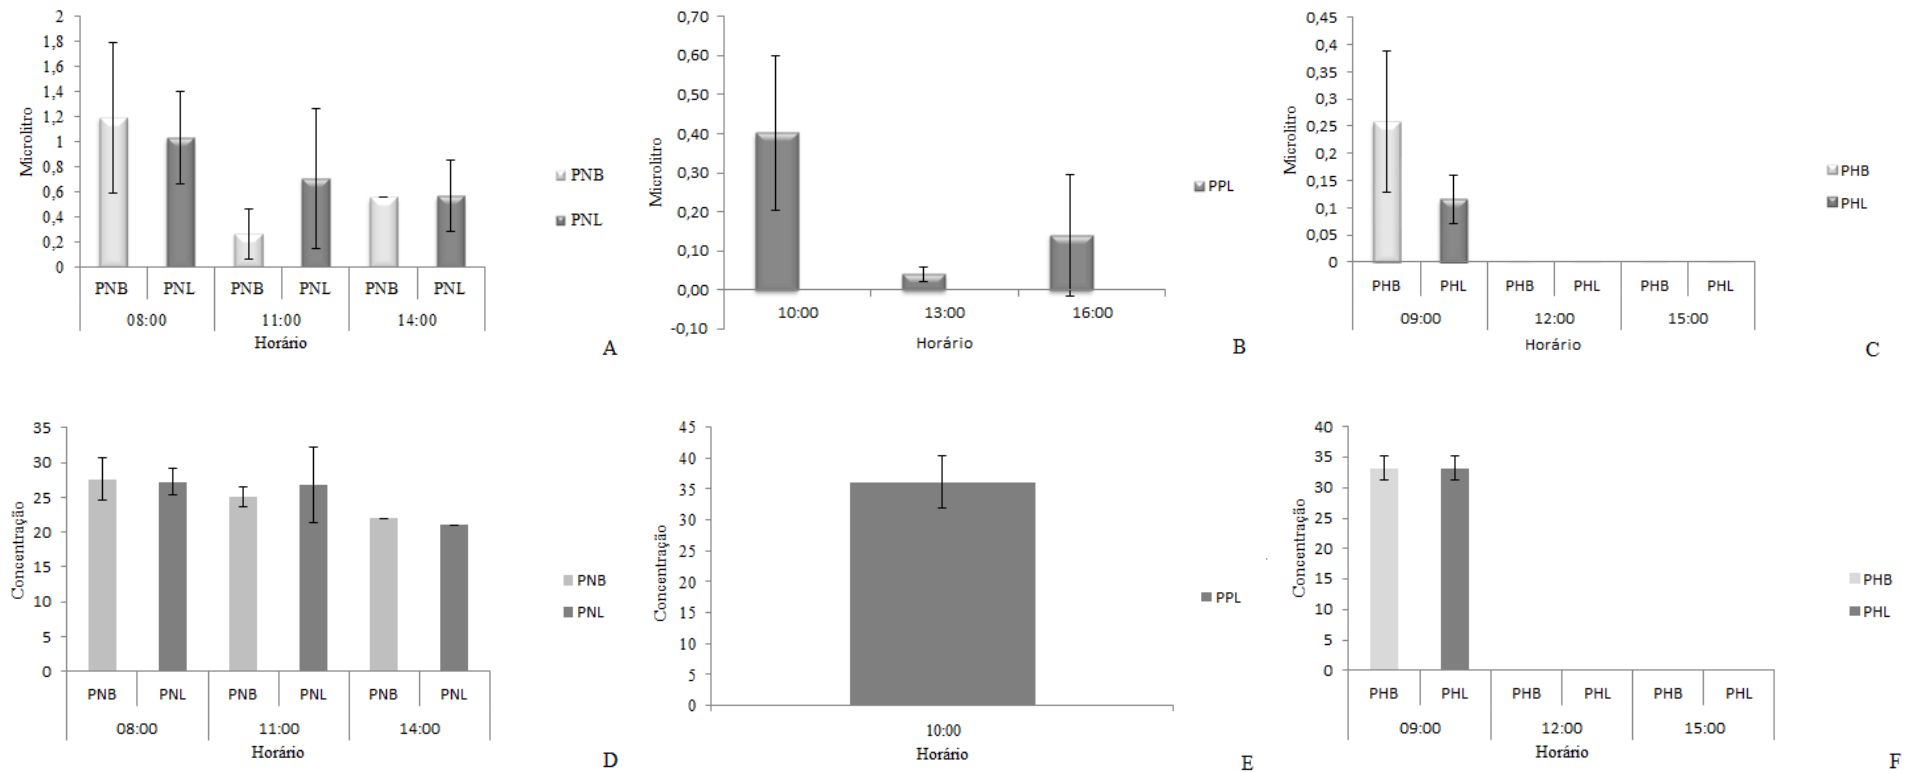 2
1,8
1,6
1,4
1,2
1
0,8
0,6
0,4
0,2
0
Microlitro
PNB PNL PNB PNL PNB PNL
08:00 11:00 14:00
Horário
PNB
PNL
A
0,70
0,60
0,50
0,40
0,30
0,20
0,10
0,00
-0,10
Microlitro
10:00 13:00 16:00
Horário
PPL
B
0,45
0,4
0,35
0,3
0,25
0,2
0,15
0,1
0,05
0
Microlitro
PHB PHL PHB PHL PHB PHL
09:00 12:00 15:00
Horário
PHB
PHL
C
35
30
25
20
15
10
5
0
Concentração
PNB PNL PNB PNL PNB PNL
08:00 11:00 14:00
Horário
PNB
PNL
D
45
40
35
30
25
20
15
10
5
0
Concentração
10:00
Horário
PPL
E
40
35
30
25
20
15
10
5
0
Concentração
PHB PHL PHB PHL PHB PHL
09:00 12:00 15:00
Horário
PHB
PHL
F